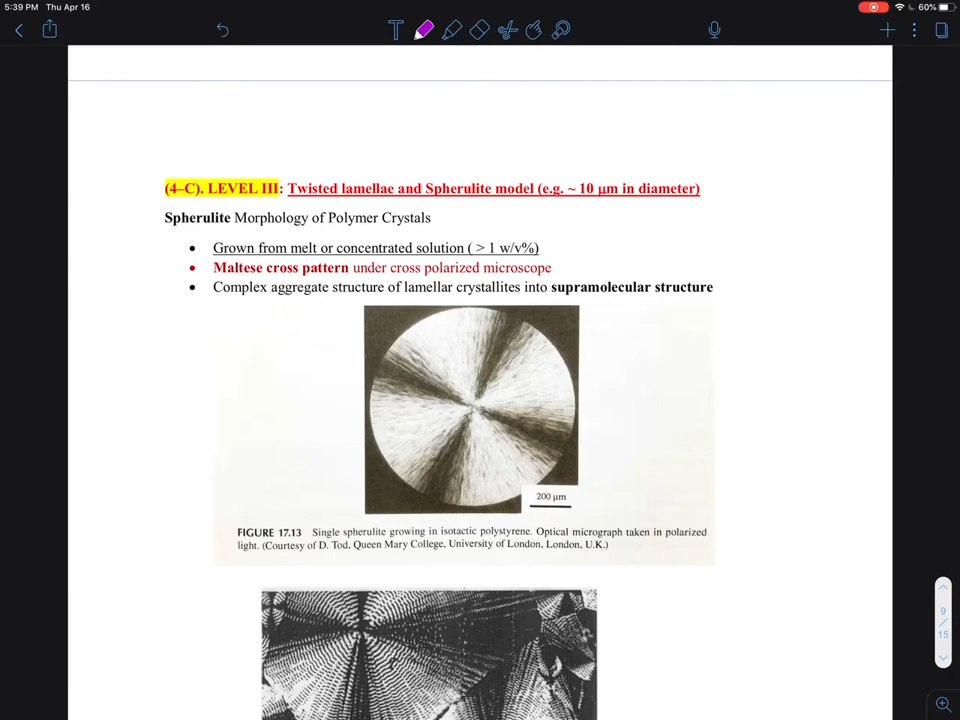 5:39 PM Thu Apr 16
60%
(4–C). LEVEL III: Twisted lamellae and Spherulite model (e.g. ~ 10 μm in diameter)
Spherulite Morphology of Polymer Crystals
• Grown from melt or concentrated solution ( > 1 w/v%)
• Maltese cross pattern under cross polarized microscope
• Complex aggregate structure of lamellar crystallites into supramolecular structure
200 μm
FIGURE 17.13 Single spherulite growing in isotactic polystyrene. Optical micrograph taken in polarized
light. (Courtesy of D. Tod, Queen Mary College, University of London, London, U.K.)
9
/
15